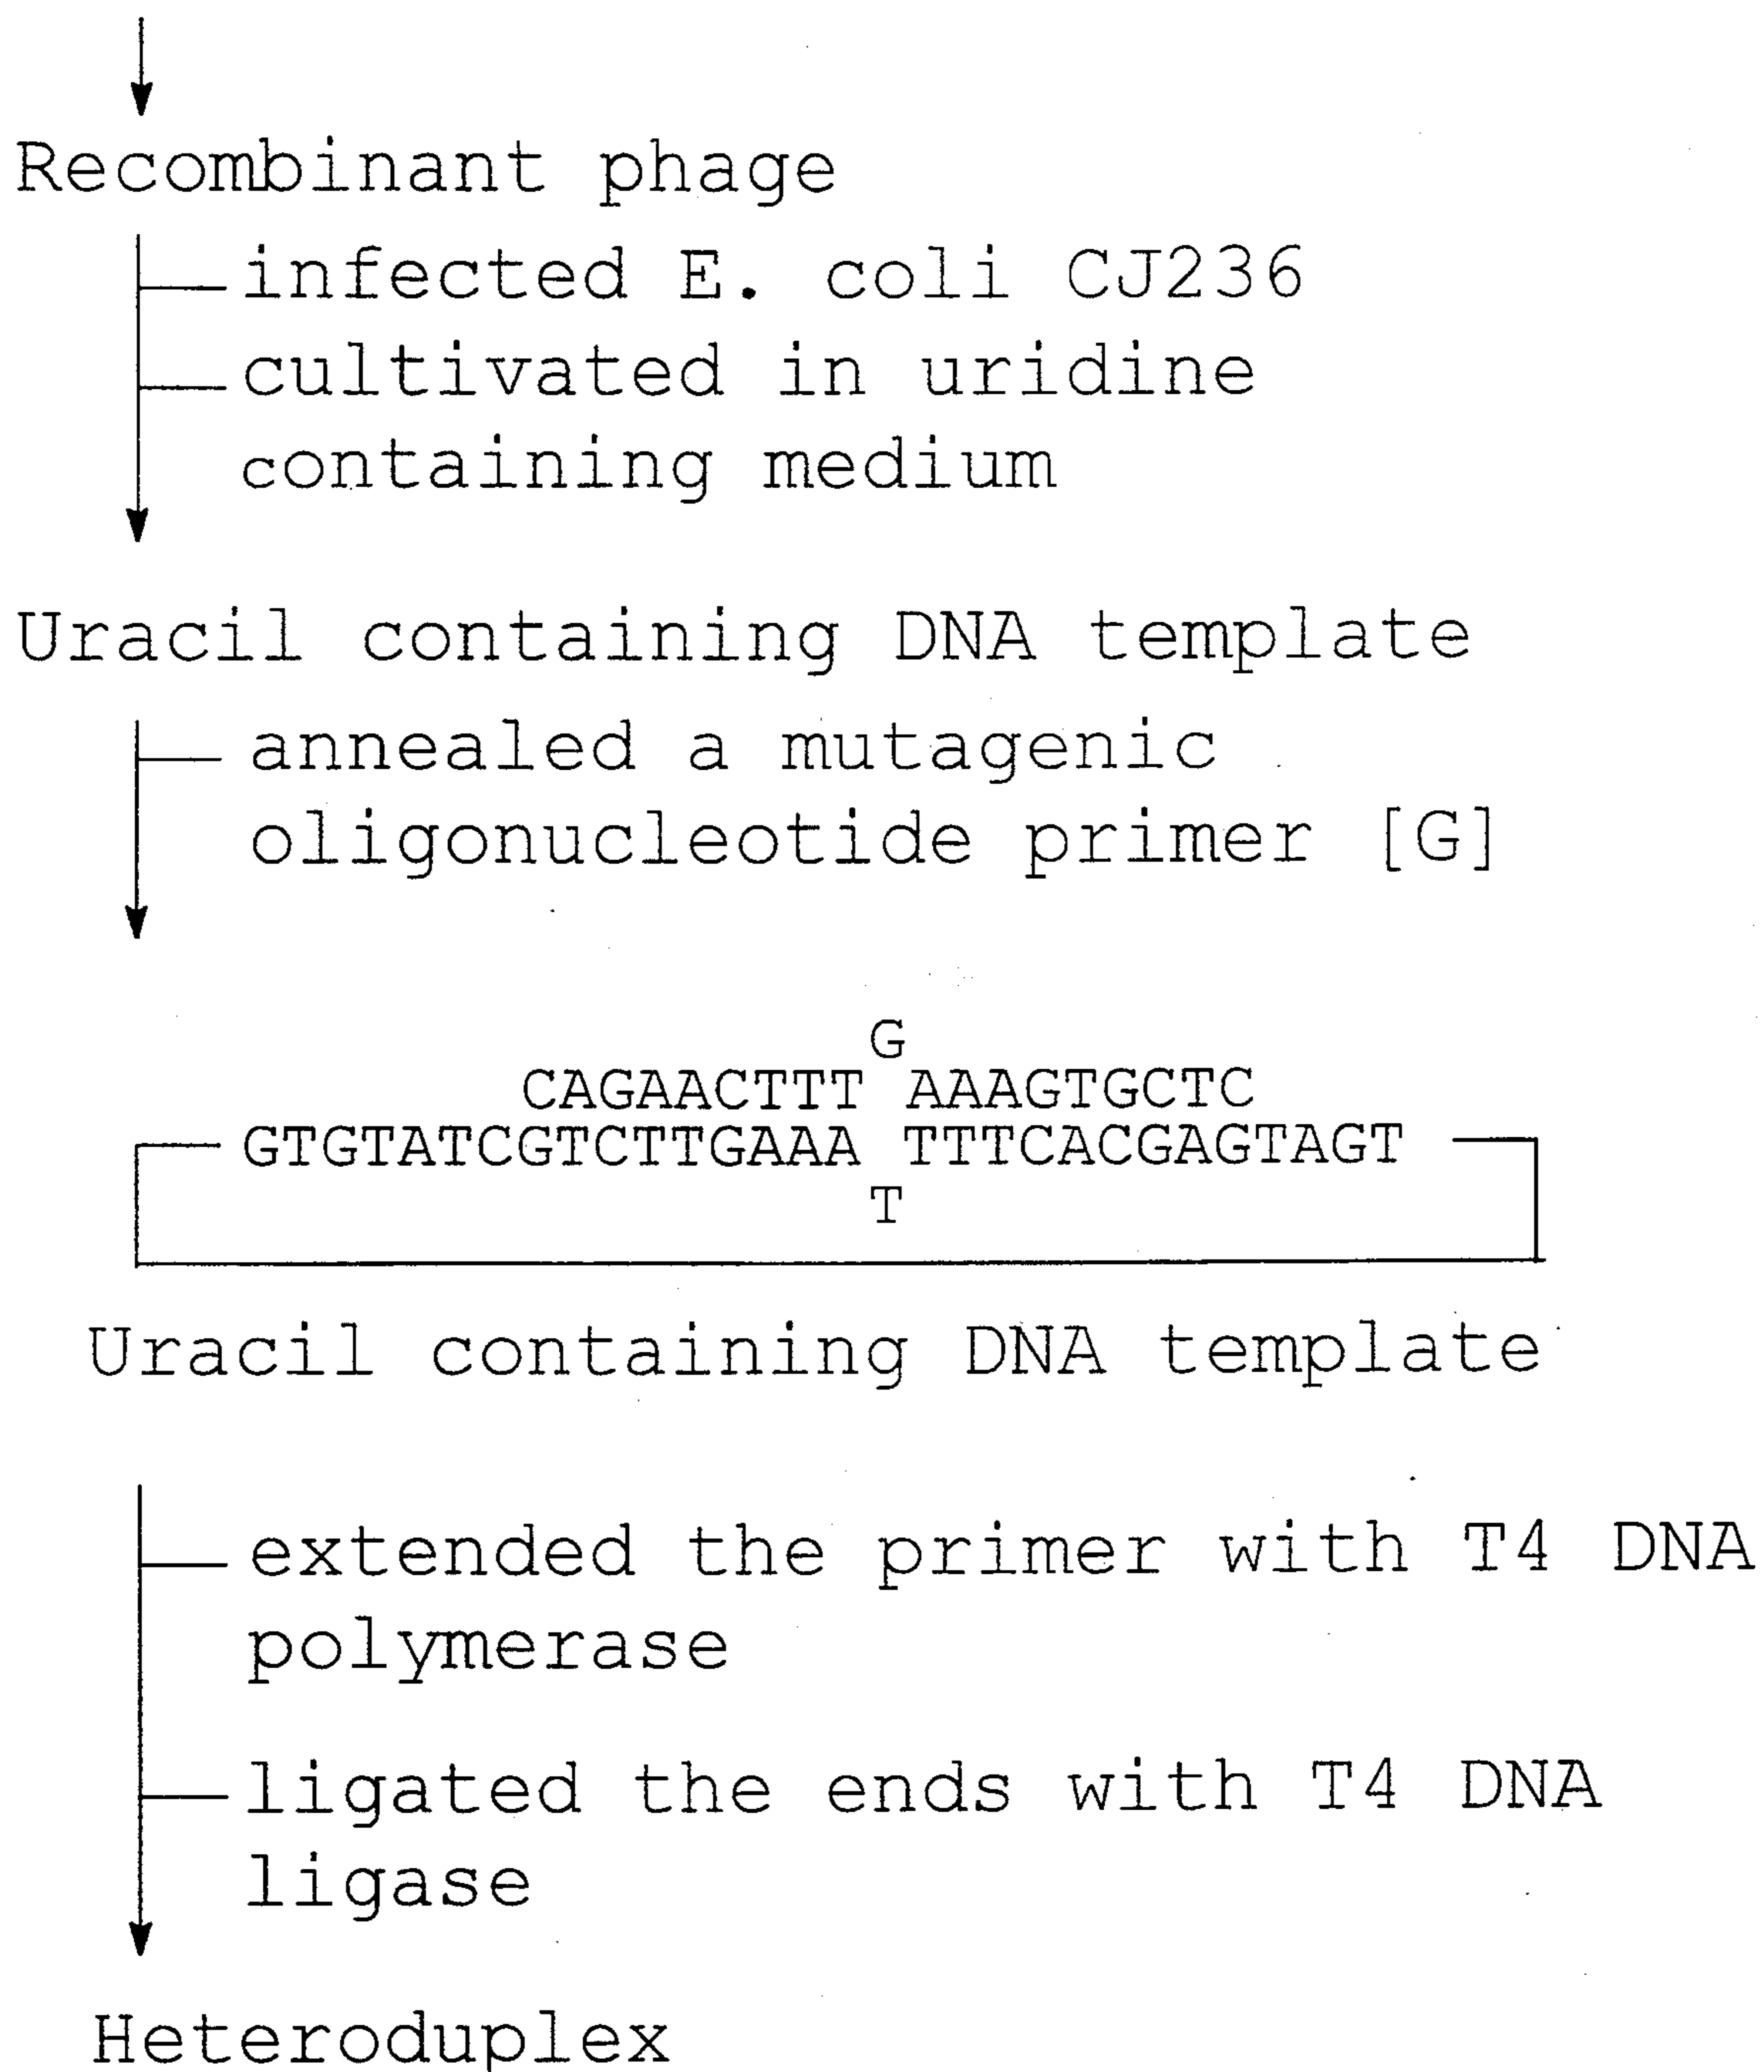 Recombinant phage
infected E. coli CJ236
cultivated in uridine
containing medium
Uracil containing DNA template
annealed a mutagenic
oligonucleotide primer [G]
G
CAGAACTTT AAAGTGCTC
GTGTATCGTCTTGAAA TTTCACGAGTAGT
T
Uracil containing DNA template
extended the primer with T4 DNA
polymerase
ligated the ends with T4 DNA
ligase
Heteroduplex